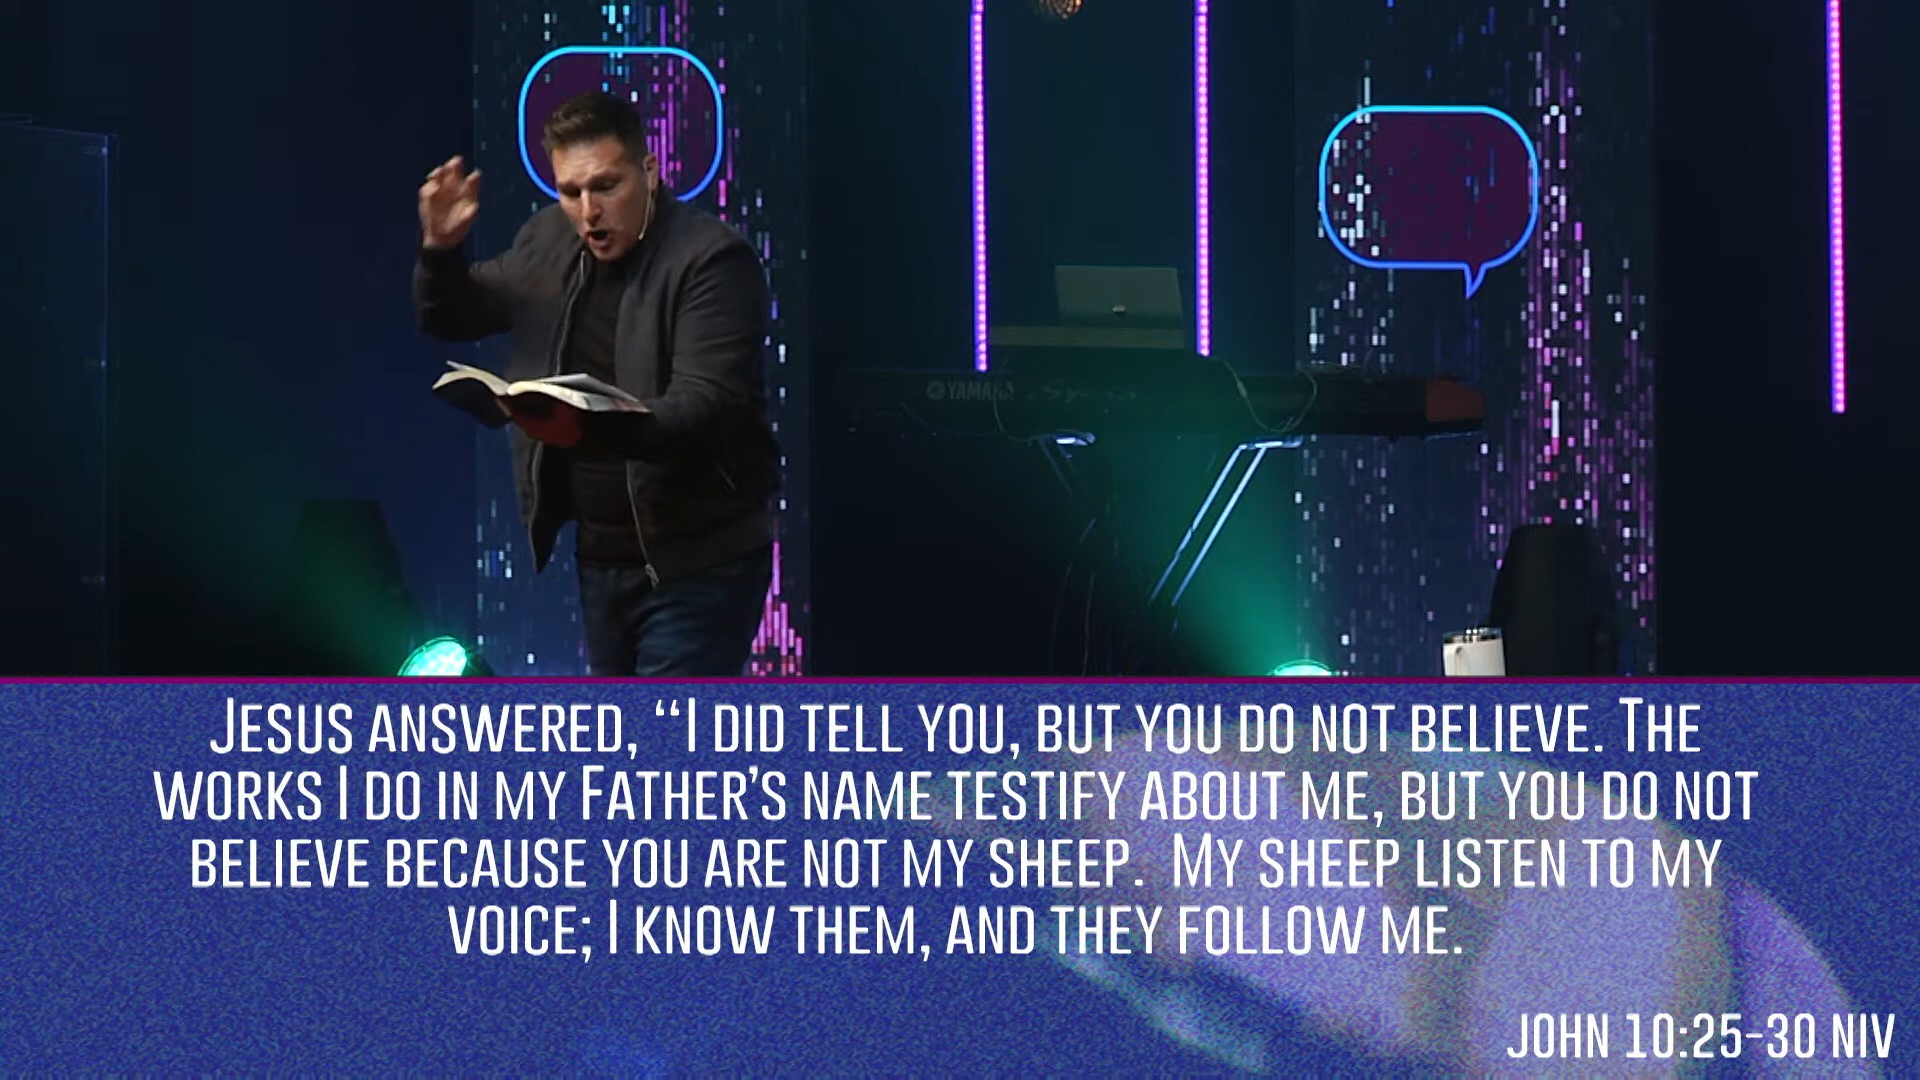 YAMAHA
JESUS ANSWERED, “I DID TELL YOU, BUT YOU DO NOT BELIEVE. THE
WORKS I DO IN MY FATHER’S NAME TESTIFY ABOUT ME, BUT YOU DO NOT
BELIEVE BECAUSE YOU ARE NOT MY SHEEP. MY SHEEP LISTEN TO MY
VOICE; I KNOW THEM, AND THEY FOLLOW ME.
JOHN 10:25-30 NIV